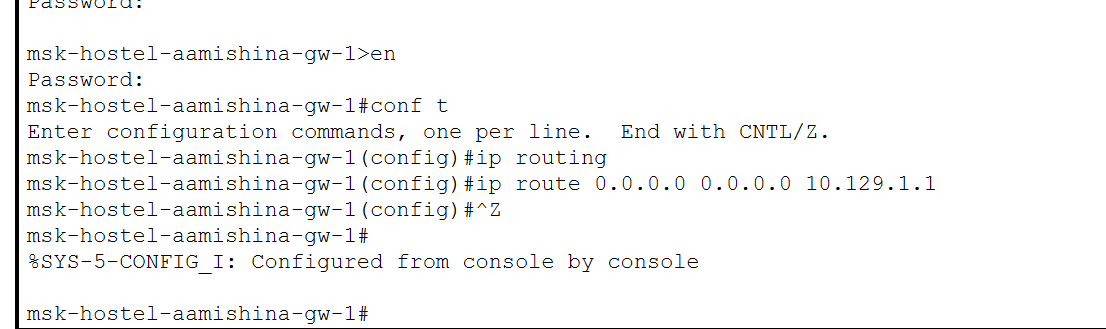 Password:
msk-hostel-aamishina-gw-1>en
Password:
msk-hostel-aamishina-gw-1#conf t
Enter configuration commands, one per line.  End with CNTL/Z.
msk-hostel-aamishina-gw-1(config)#ip routing
msk-hostel-aamishina-gw-1(config)#ip route 0.0.0.0 0.0.0.0 10.129.1.1
msk-hostel-aamishina-gw-1(config)#^Z
msk-hostel-aamishina-gw-1#
%SYS-5-CONFIG_I: Configured from console by console
msk-hostel-aamishina-gw-1#